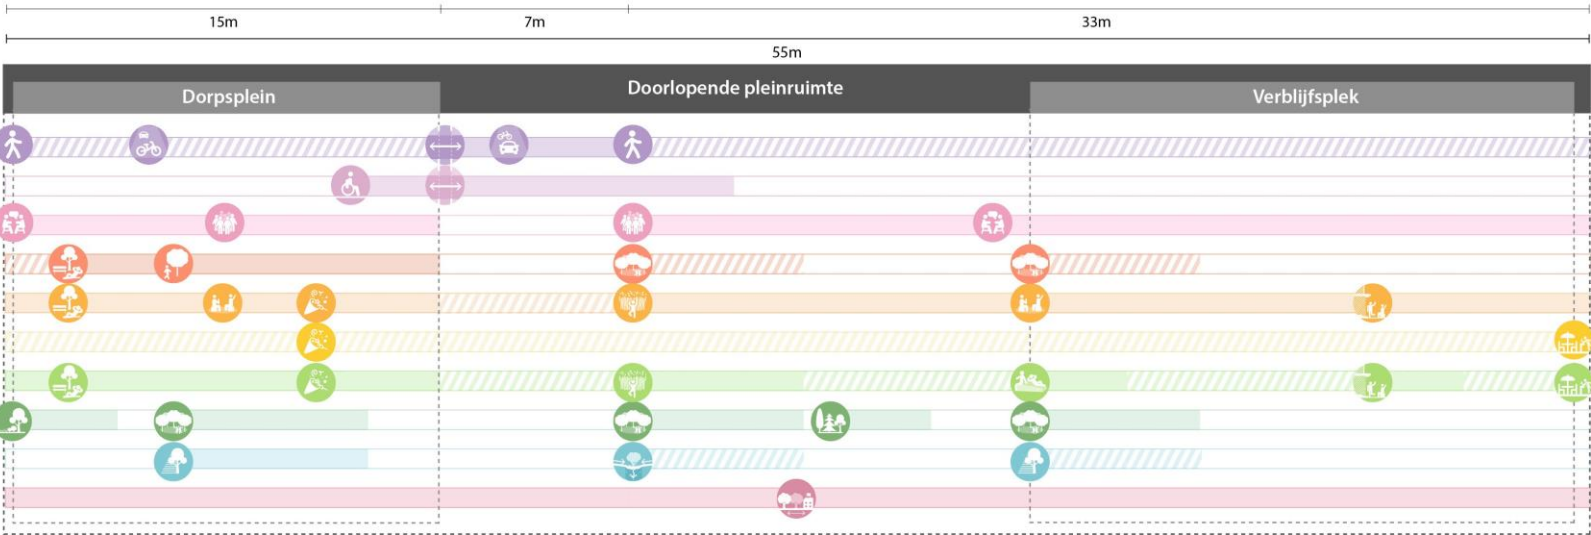 15m
7m
33m
55m
Dorpsplein
Doorlopende pleinruimte
Verblijfsplek